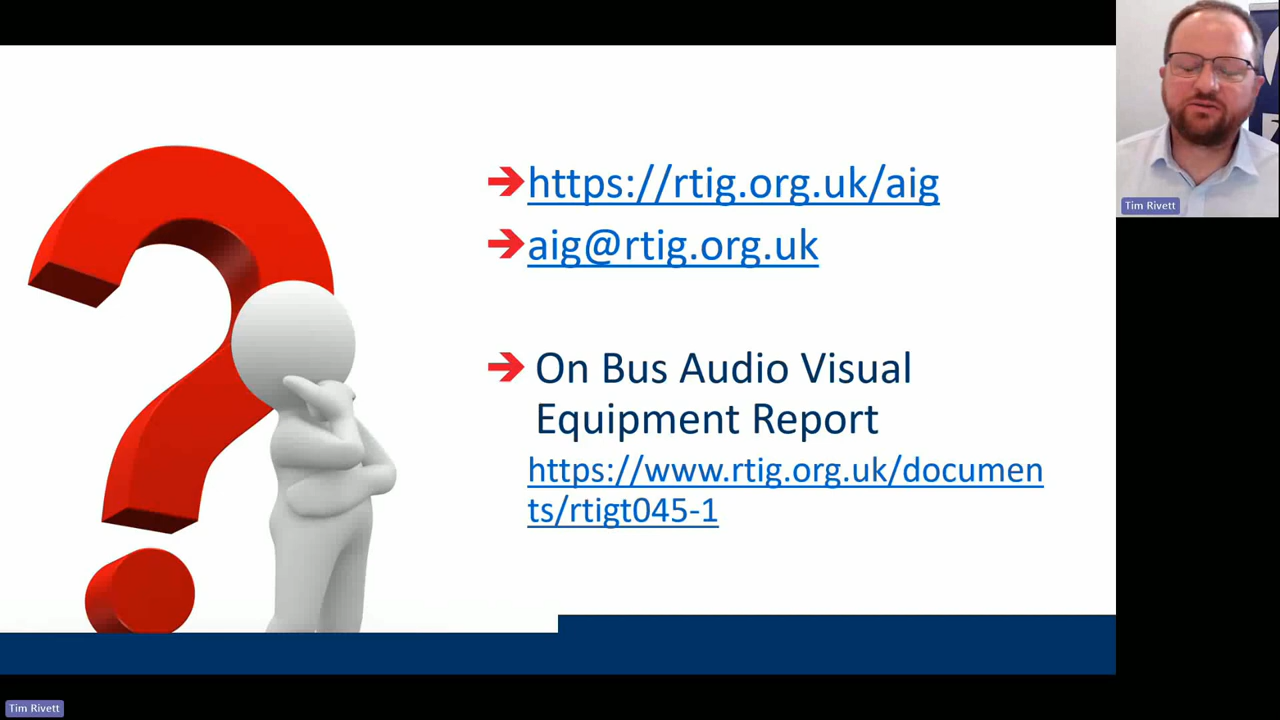 https://rtig.org.uk/aig
aig@rtig.org.uk
On Bus Audio Visual
Equipment Report
https://www.rtig.org.uk/documen
ts/rtigt045-1
Tim Rivett
Tim Rivett